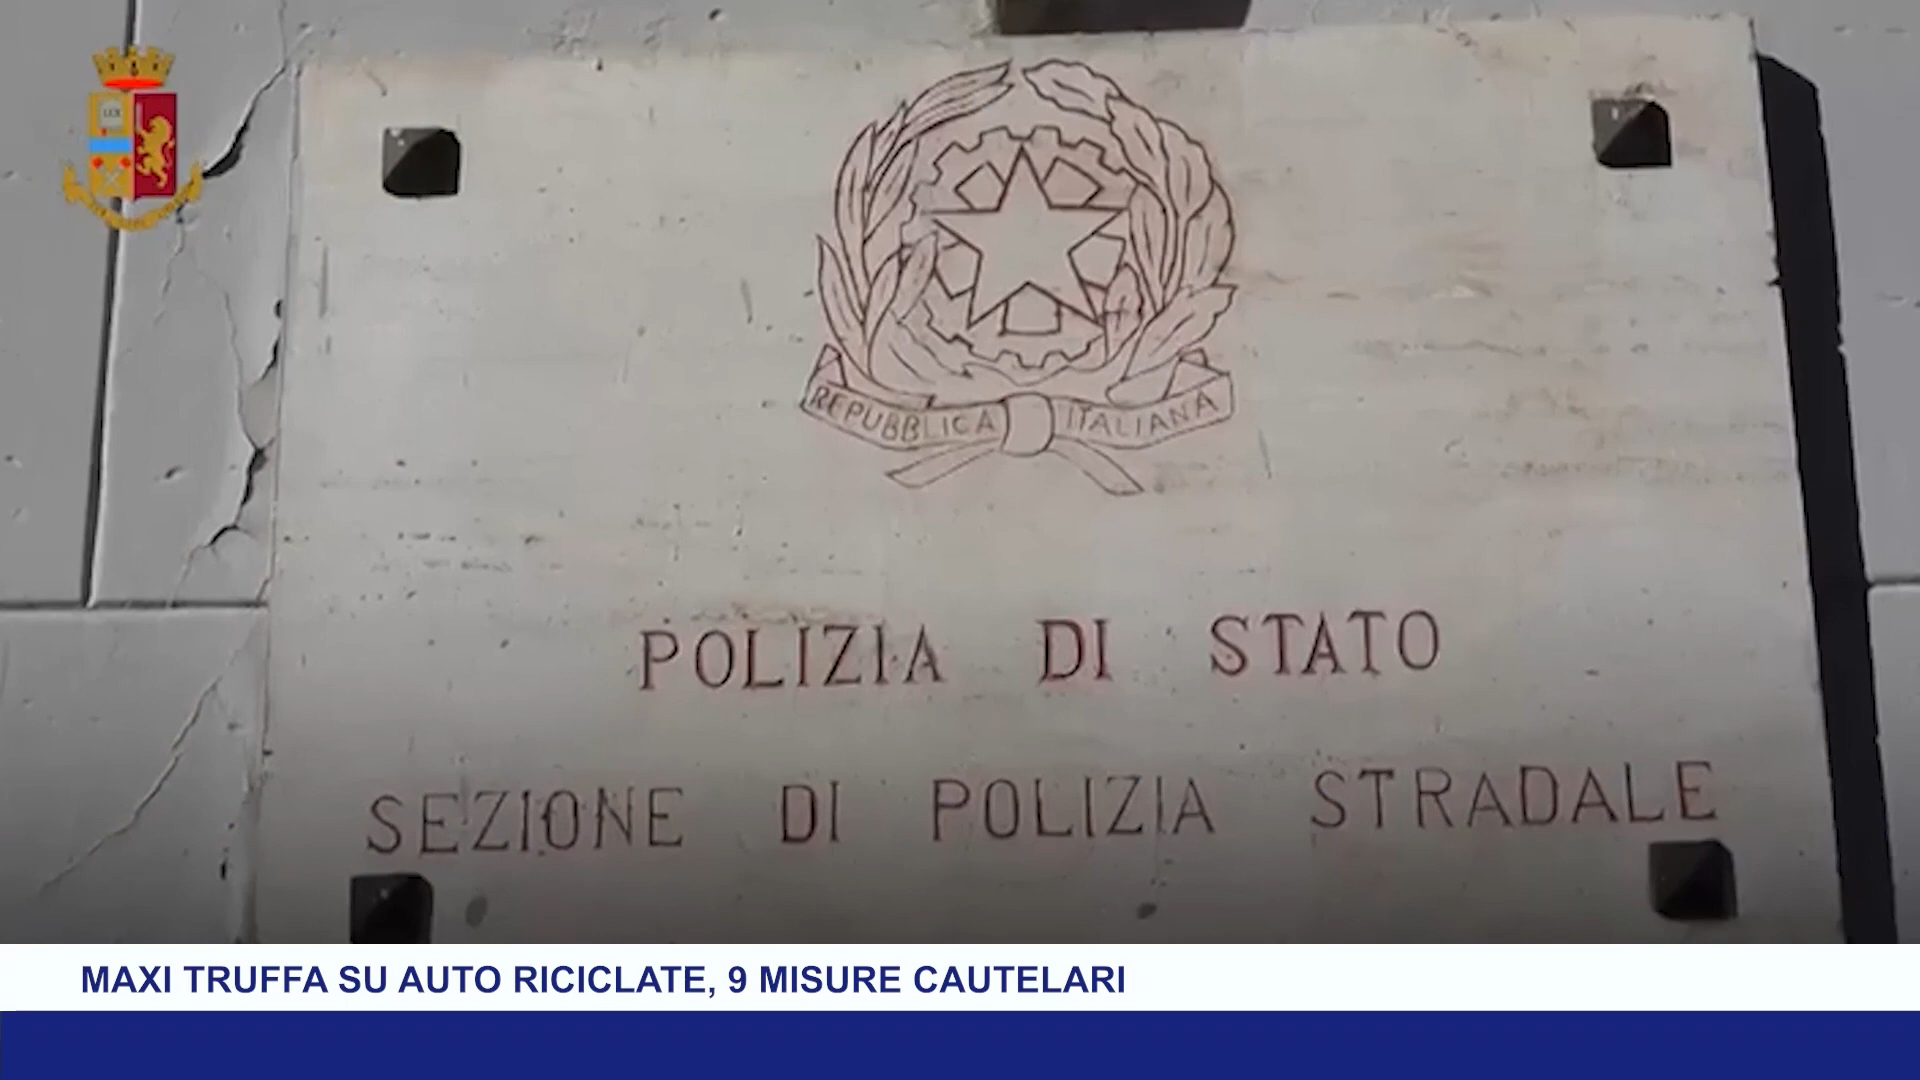 REPUBBLICA ITALIANA
POLIZIA DI STATO
SEZIONE DI POLIZIA STRADALE
MAXI TRUFFA SU AUTO RICICLATE, 9 MISURE CAUTELARI